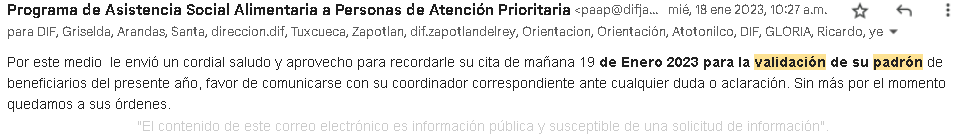 Programa de Asistencia Social Alimentaria a Personas de Atención Prioritaria <paap@difja... mié, 18 ene 2023, 10:27 a.m.
para DIF, Griselda, Arandas, Santa, direccion.dif, Tuxcueca, Zapotlan, dif.zapotlandelrey, Orientacion, Orientación, Atotonilco, DIF, GLORIA, Ricardo, ye
Por este medio le envió un cordial saludo y aprovecho para recordarle su cita de mañana 19 de Enero 2023 para la validación de su padrón de
beneficiarios del presente año, favor de comunicarse con su coordinador correspondiente ante cualquier duda o aclaración. Sin más por el momento
quedamos a sus órdenes.
"El contenido de este correo electrónico es información pública y susceptible de una solicitud de información".